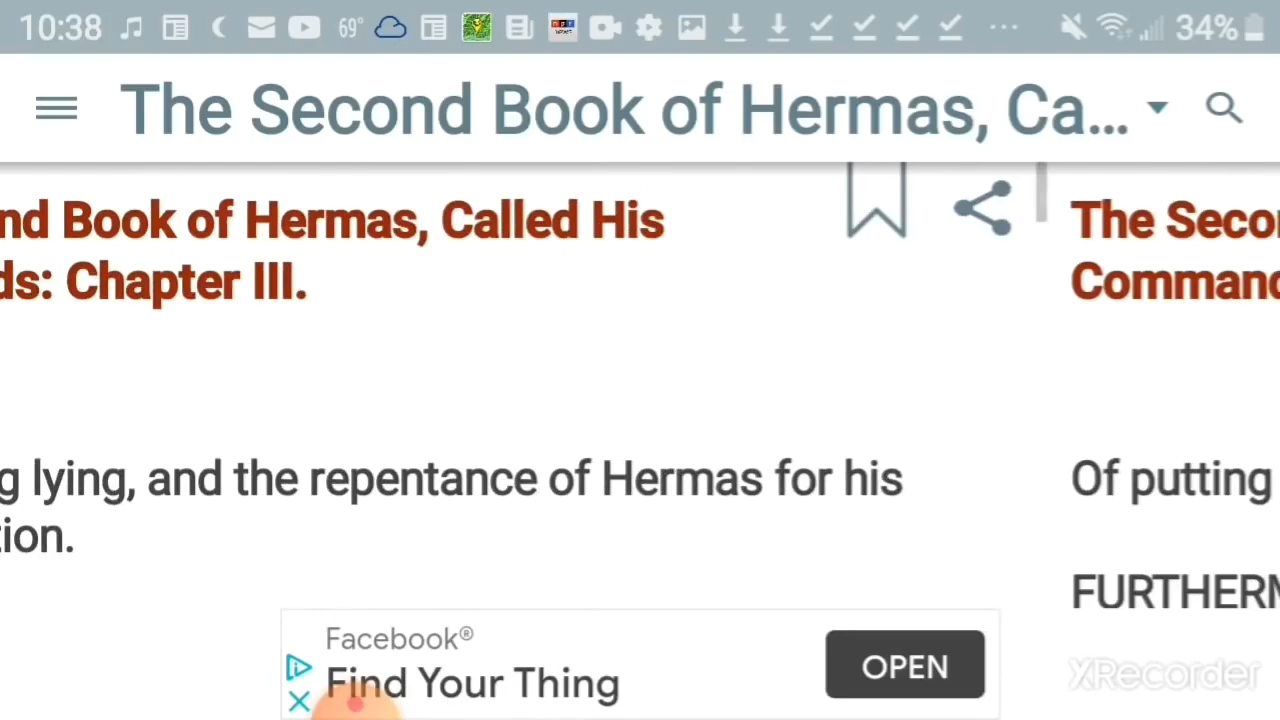 10:38 69° 34%
The Second Book of Hermas, Ca...
nd Book of Hermas, Called His
ds: Chapter III.
g lying, and the repentance of Hermas for his
tion.
The Seco
Command
Of putting
FURTHERM
Facebook®
Find Your Thing
OPEN
XRecorder